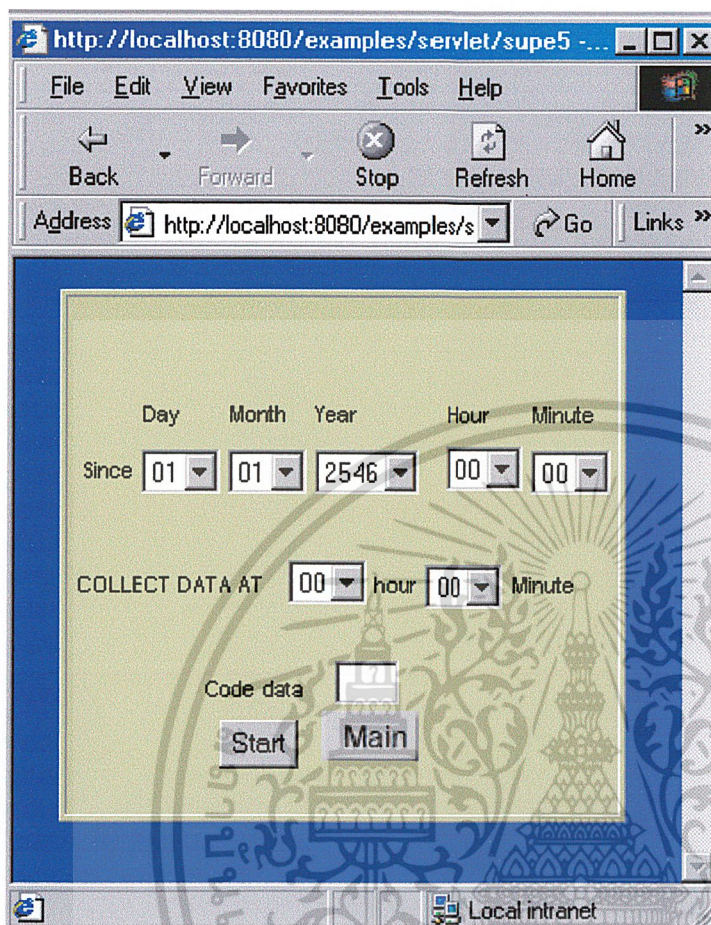 http://localhost:8080/examples/servlet/supe5 -...
File Edit View Favorites Tools Help
Back Forward Stop Refresh Home »
Address http://localhost:8080/examples/s Go Links »
Day Month Year Hour Minute
Since 01 01 2546 00 00
COLLECT DATA AT 00 hour 00 Minute
Code data
Start Main
Local intranet